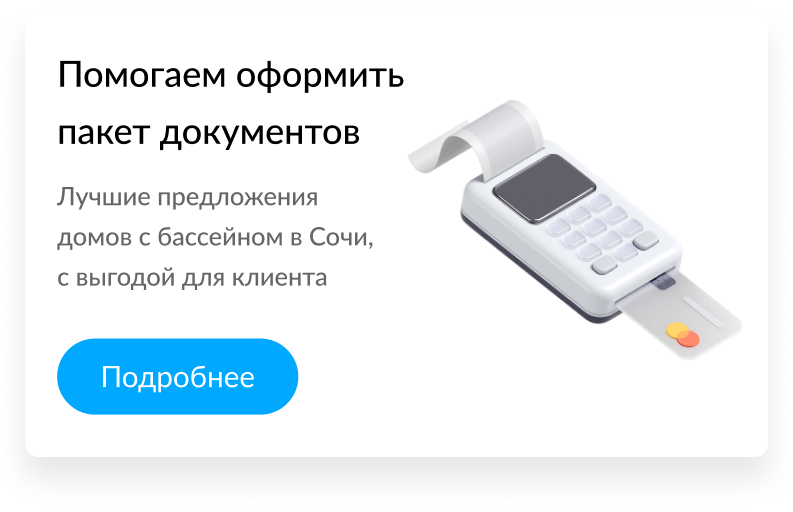 Помогаем оформить
пакет документов
Лучшие предложения
домов с бассейном в Сочи,
с выгодой для клиента
Подробнее